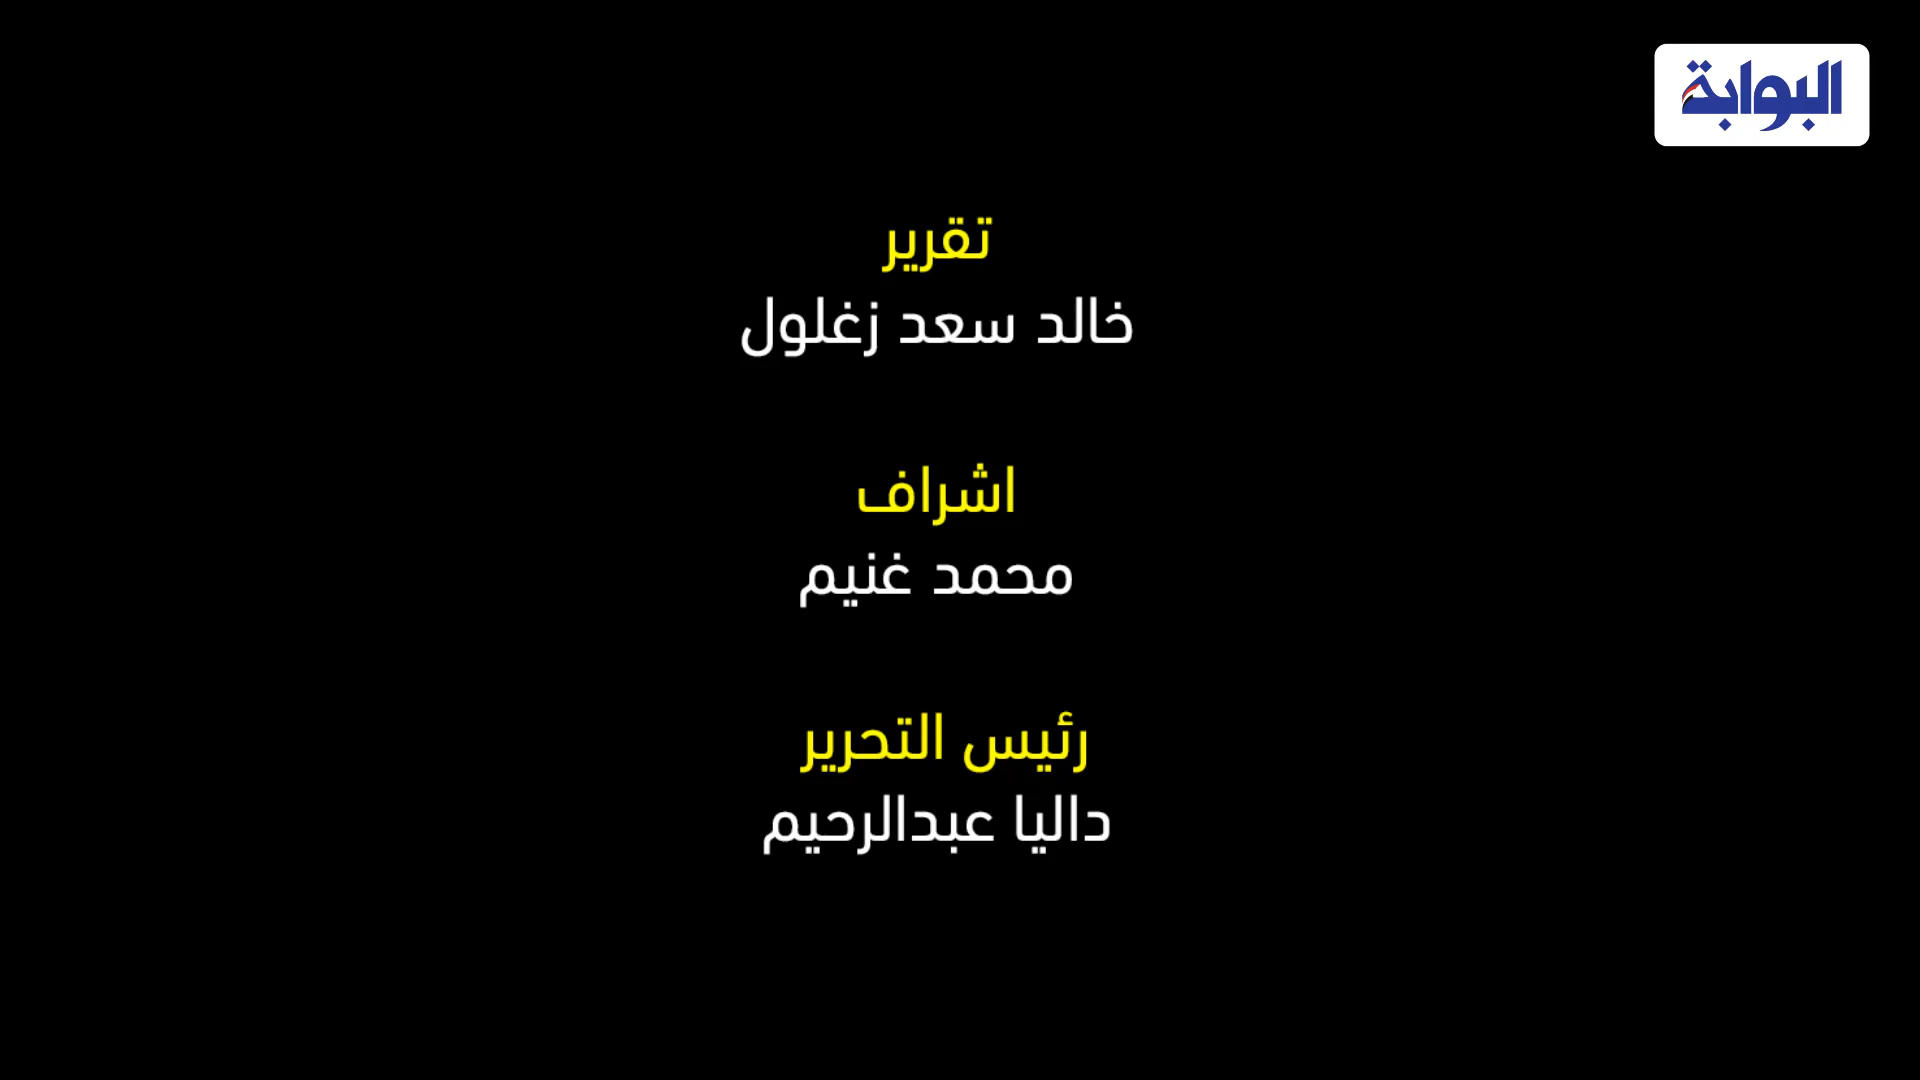 البوابة
تقرير
خالد سعد زغلول
اشراف
محمد غنيم
رئيس التحرير
داليا عبدالرحيم